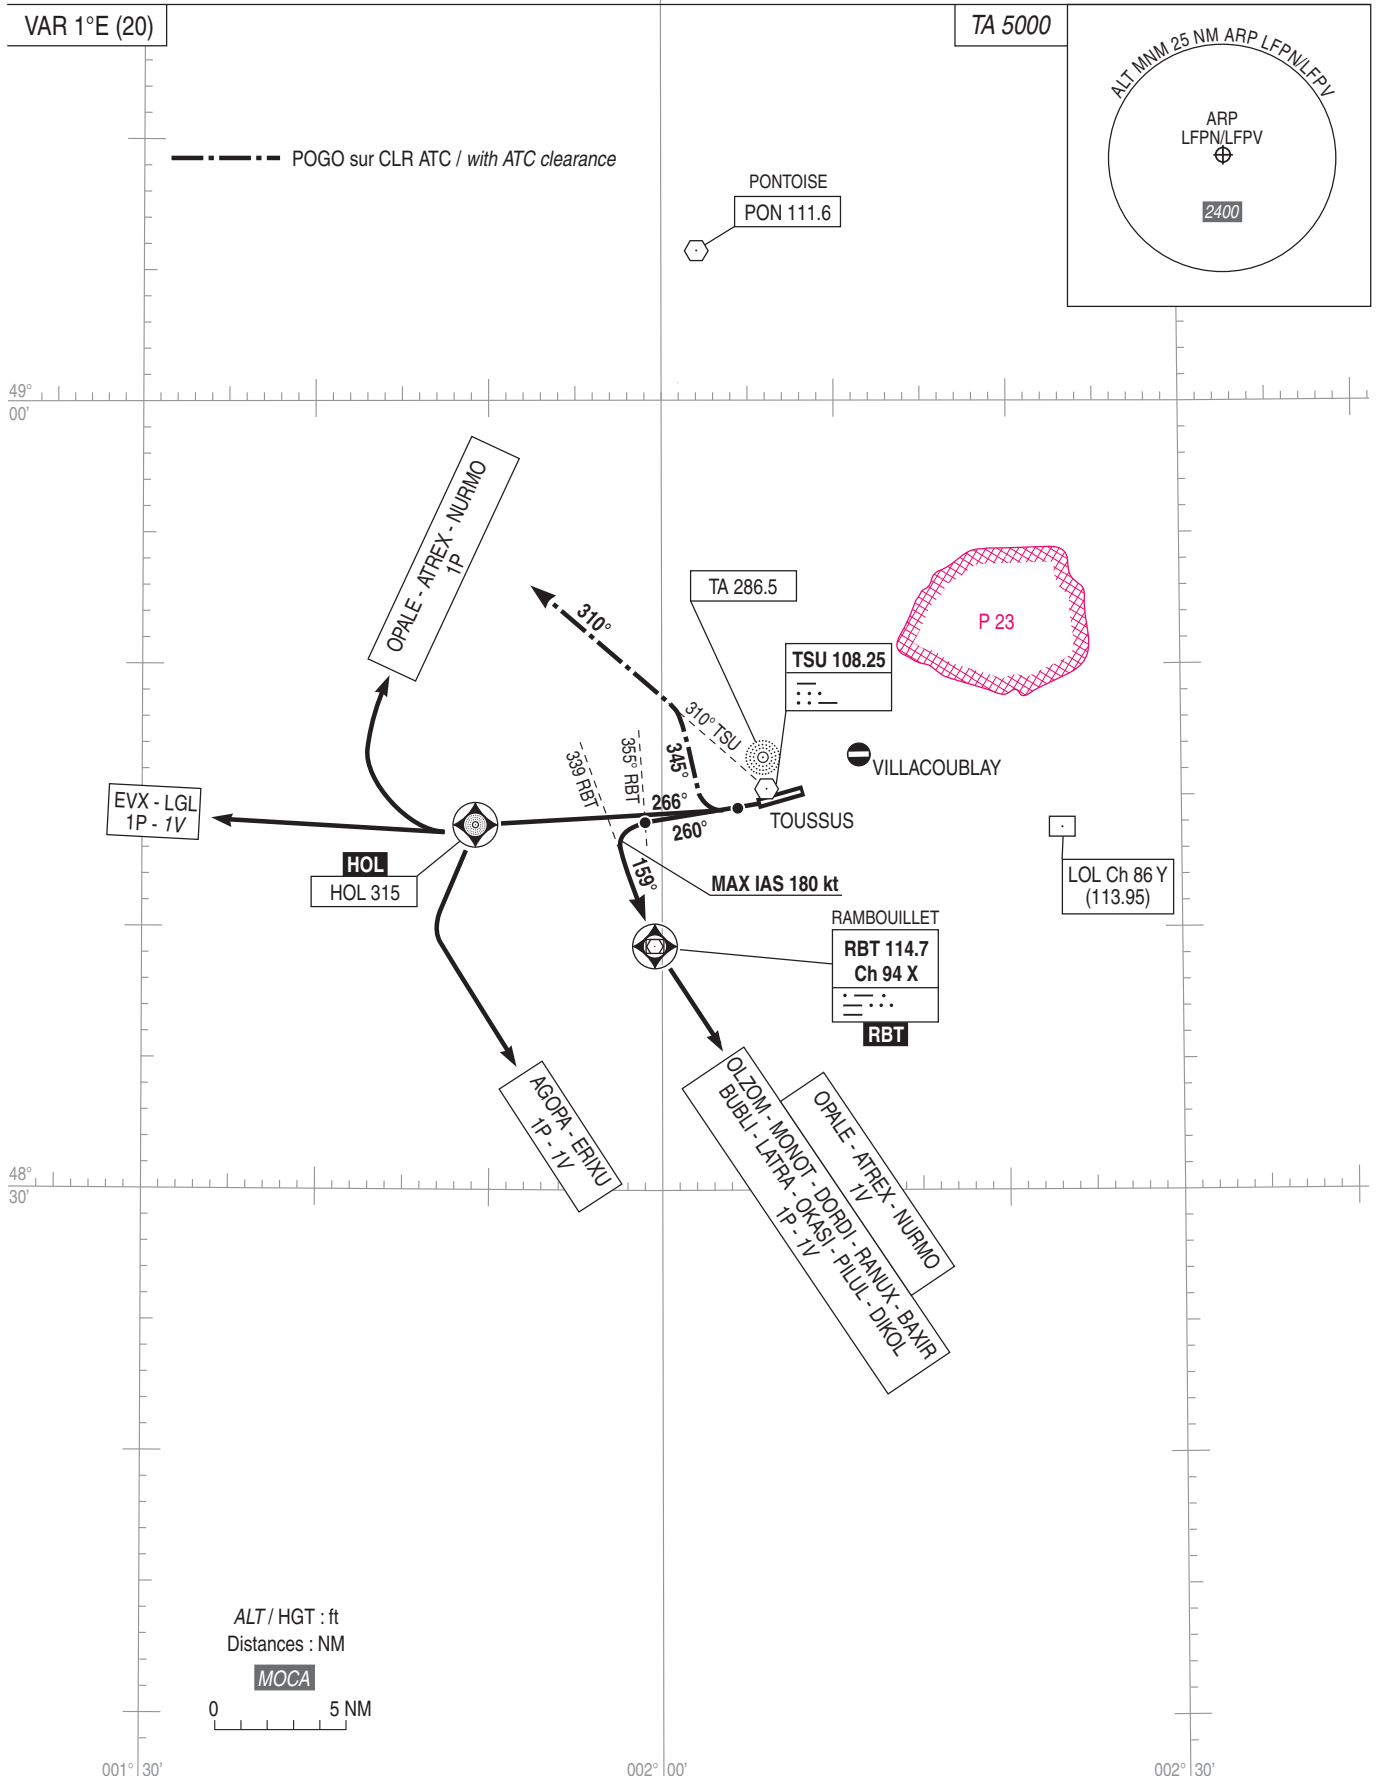 VAR 1°E (20)
TA 5000
ALT MNM 25 NM ARP LFPN/LFPV
ARP
LFPN/LFPV
2400
POGO sur CLR ATC / with ATC clearance
PONTOISE
PON 111.6
49°
00'
OPALE - ATREX - NURMO
1P
310°
TA 286.5
P 23
TSU 108.25
310° TSU
345°
339 RBT
355° RBT
VILLACOUBLAY
EVX - LGL
1P - 1V
266°
260°
TOUSSUS
HOL
HOL 315
159°
MAX IAS 180 kt
LOL Ch 86 Y
(113.95)
RAMBOUILLET
RBT 114.7
Ch 94 X
RBT
AGOPA - ERIXU
1P - 1V
OLZOM - MONOT - DORDI - RANUX - BAXIR
BUBLI - LATRA - OKASI - PILUL - DIKOL
1P - 1V
OPALE - ATREX - NURMO
1V
48°
30'
ALT / HGT : ft
Distances : NM
MOCA
0 5 NM
001° 30'
002° 00'
002° 30'